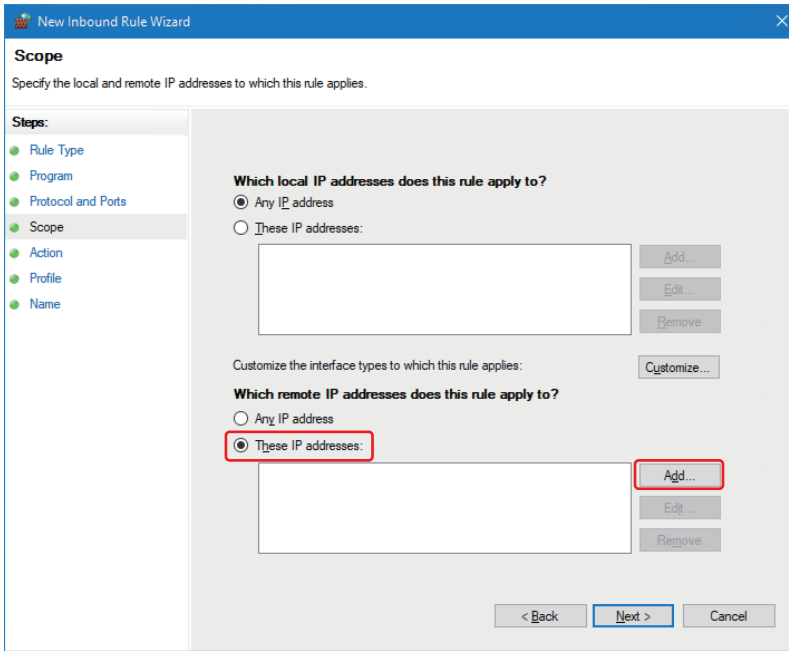 New Inbound Rule Wizard
Scope
Specify the local and remote IP addresses to which this rule applies.
Steps:
Rule Type
Program
Protocol and Ports
Scope
Action
Profile
Name
Which local IP addresses does this rule apply to?
Any IP address
These IP addresses:
Add...
Edit...
Remove
Customize the interface types to which this rule applies:
Customize...
Which remote IP addresses does this rule apply to?
Any IP address
These IP addresses:
Add...
Edit...
Remove
< Back
Next >
Cancel